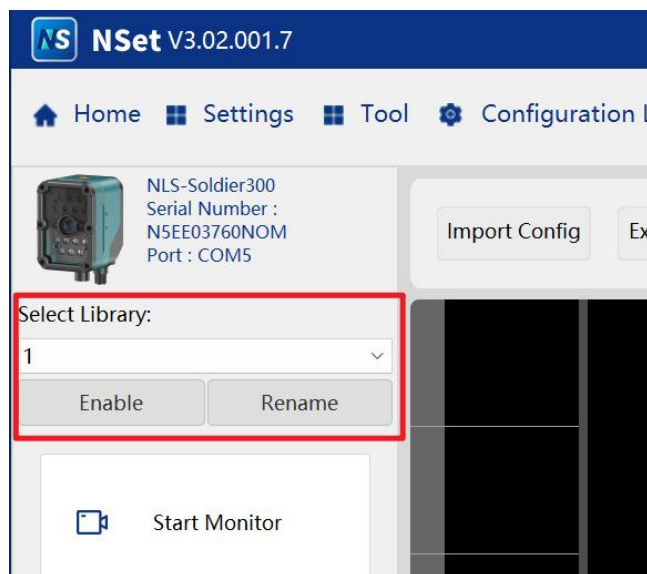 NS NSet V3.02.001.7
Home Settings Tool Configuration L
NLS-Soldier300
Serial Number :
N5EE03760NOM
Port : COM5
Import Config Ex
Select Library:
1
Enable Rename
Start Monitor